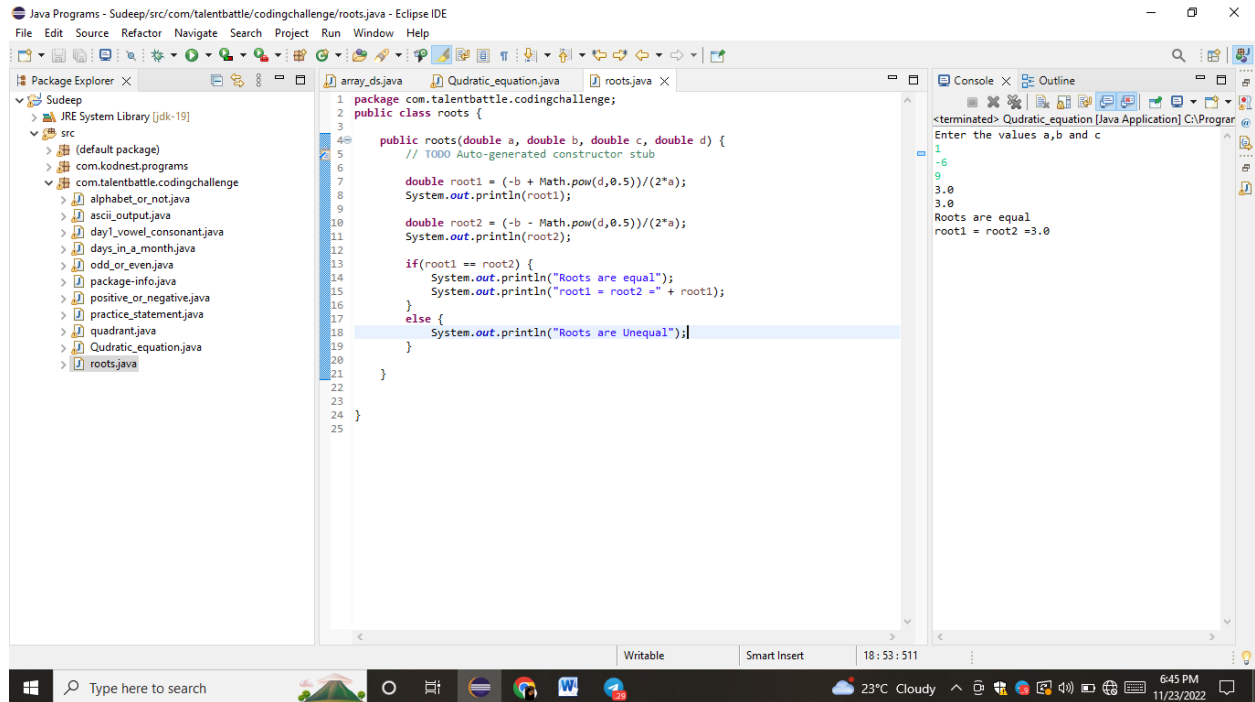 Java Programs - Sudeep/src/com/talentbattle/codingchallenge/roots.java - Eclipse IDE
File Edit Source Refactor Navigate Search Project Run Window Help
Package Explorer
Sudeep
JRE System Library [jdk-19]
src
(default package)
com.kodnest.programs
com.talentbattle.codingchallenge
alphabet_or_not.java
ascii_output.java
day1_vowel_consonant.java
days_in_a_month.java
odd_or_even.java
package-info.java
positive_or_negative.java
practice_statement.java
quadrant.java
Qudratic_equation.java
roots.java
array_ds.java Qudratic_equation.java roots.java
1 package com.talentbattle.codingchallenge;
2 public class roots {
3
4 public roots(double a, double b, double c, double d) {
5 // TODO Auto-generated constructor stub
6
7 double root1 = (-b + Math.pow(d,0.5))/(2*a);
8 System.out.println(root1);
9
10 double root2 = (-b - Math.pow(d,0.5))/(2*a);
11 System.out.println(root2);
12
13 if(root1 == root2) {
14 System.out.println("Roots are equal");
15 System.out.println("root1 = root2 =" + root1);
16 }
17 else {
18 System.out.println("Roots are Unequal");
19 }
20
21 }
22
23
24 }
25
Console Outline
<terminated> Qudratic_equation [Java Application] C:\Progran
Enter the values a,b and c
1
-6
9
3.0
3.0
Roots are equal
root1 = root2 =3.0
Writable Smart Insert 18 : 53 : 511
Type here to search
29
23°C Cloudy
6:45 PM
11/23/2022